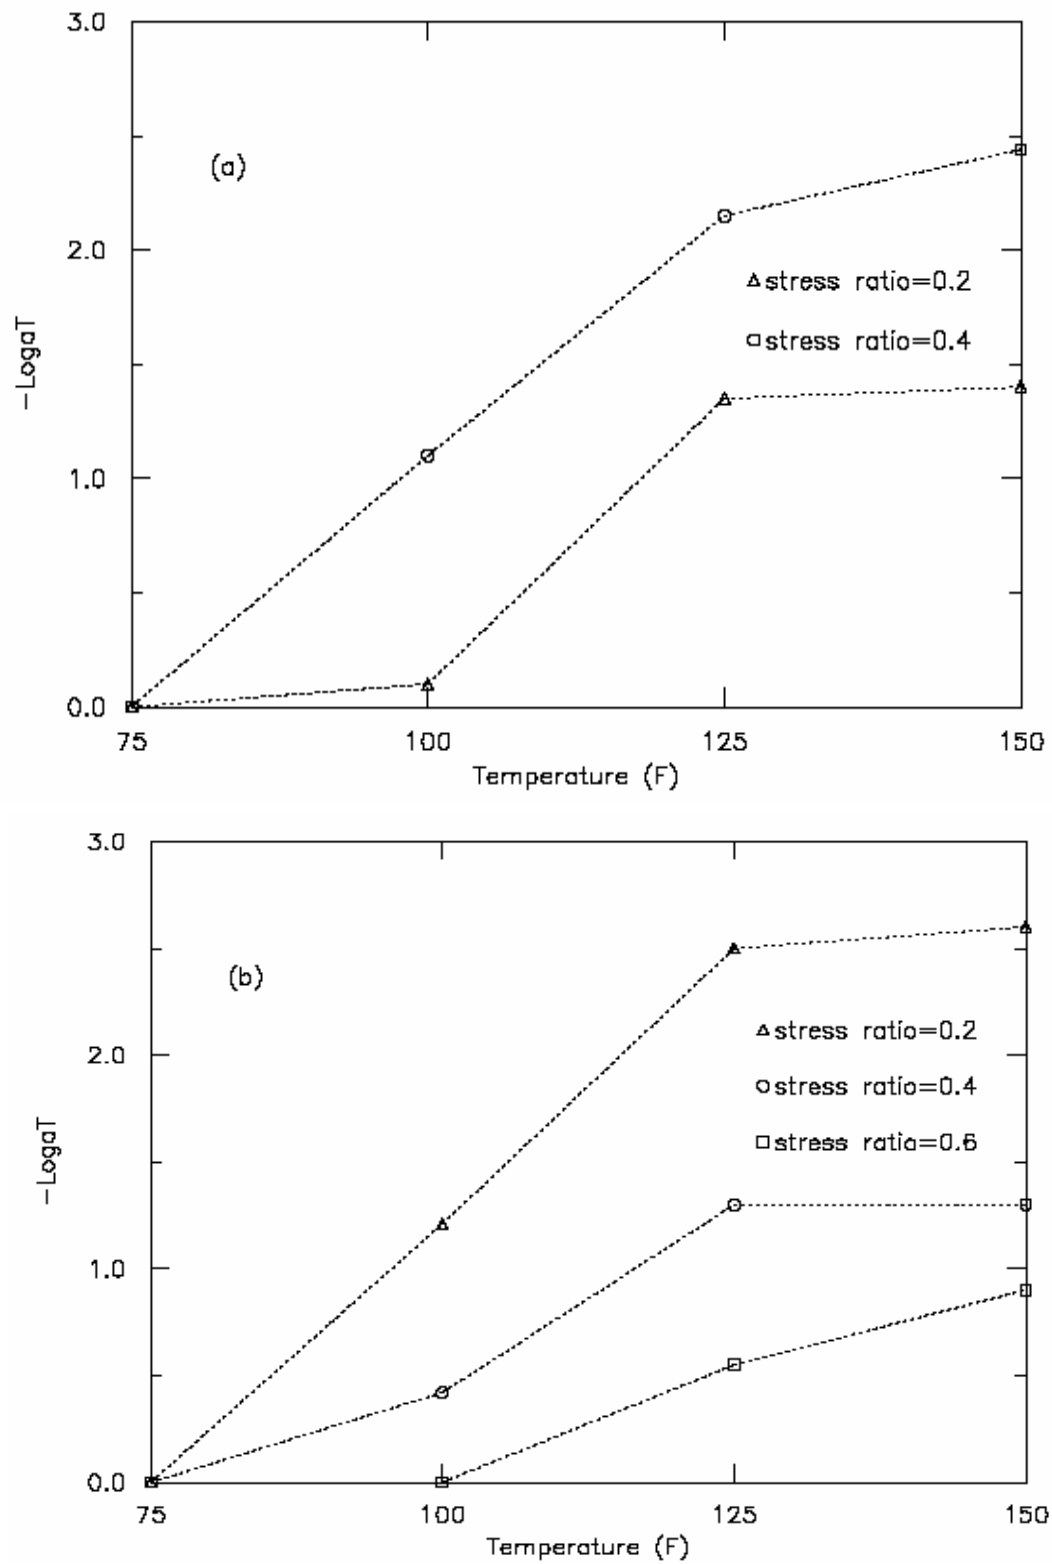 3.0
(a)
2.0
stress ratio=0.2
stress ratio=0.4
-LogaT
1.0
0.0
75 100 125 150
Temperature (F)
3.0
(b)
stress ratio=0.2
2.0
stress ratio=0.4
stress ratio=0.6
-LogaT
1.0
0.0
75 100 125 150
Temperature (F)